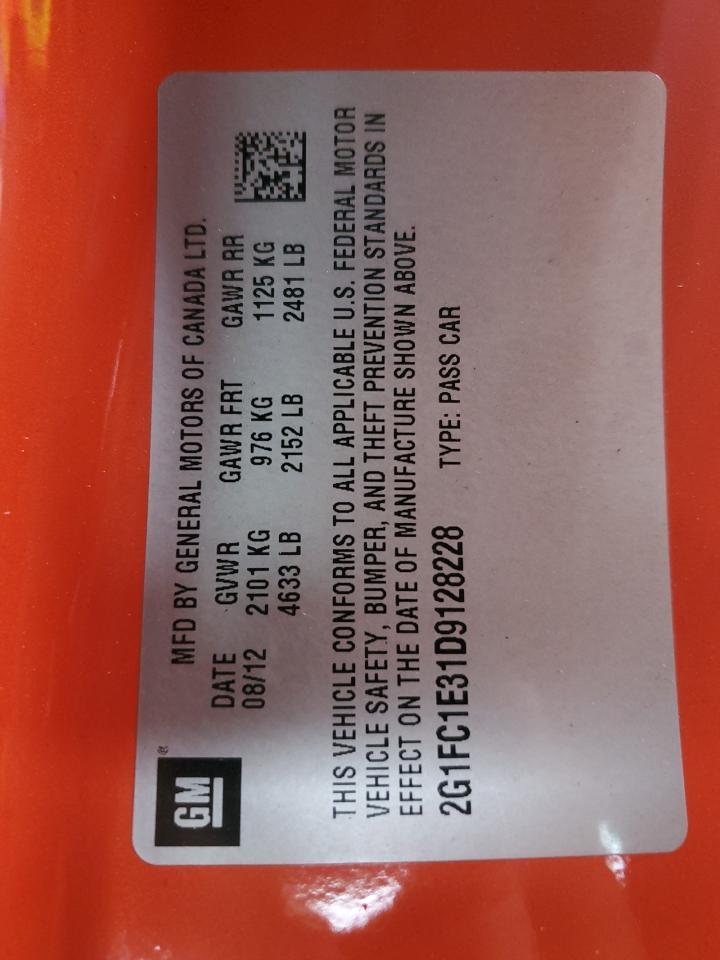 GM®
MFD BY GENERAL MOTORS OF CANADA LTD.
DATE GVWR GAWR FRT GAWR RR
08/12 2101 KG 976 KG 1125 KG
4633 LB 2152 LB 2481 LB
THIS VEHICLE CONFORMS TO ALL APPLICABLE U.S. FEDERAL MOTOR
VEHICLE SAFETY, BUMPER, AND THEFT PREVENTION STANDARDS IN
EFFECT ON THE DATE OF MANUFACTURE SHOWN ABOVE.
2G1FC1E31D9128228 TYPE: PASS CAR